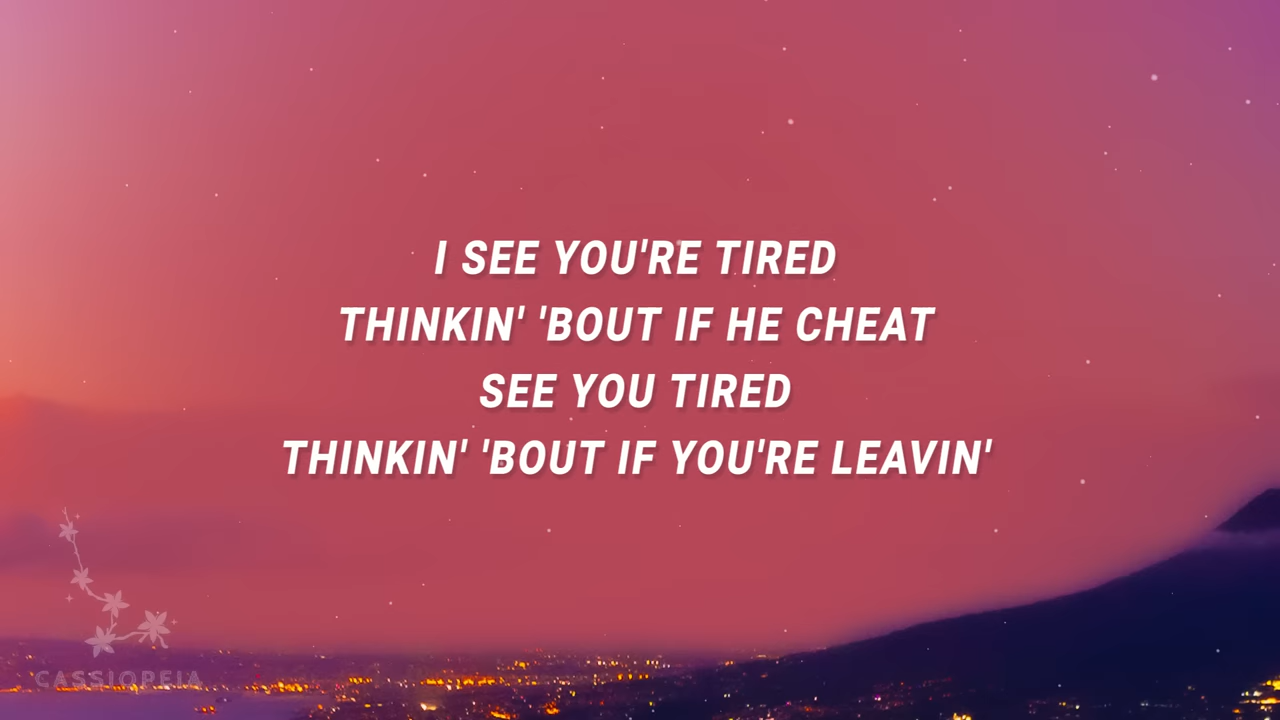 I SEE YOU'RE TIRED
THINKIN' 'BOUT IF HE CHEAT
SEE YOU TIRED
THINKIN' 'BOUT IF YOU'RE LEAVIN'
CASSIOPEIA